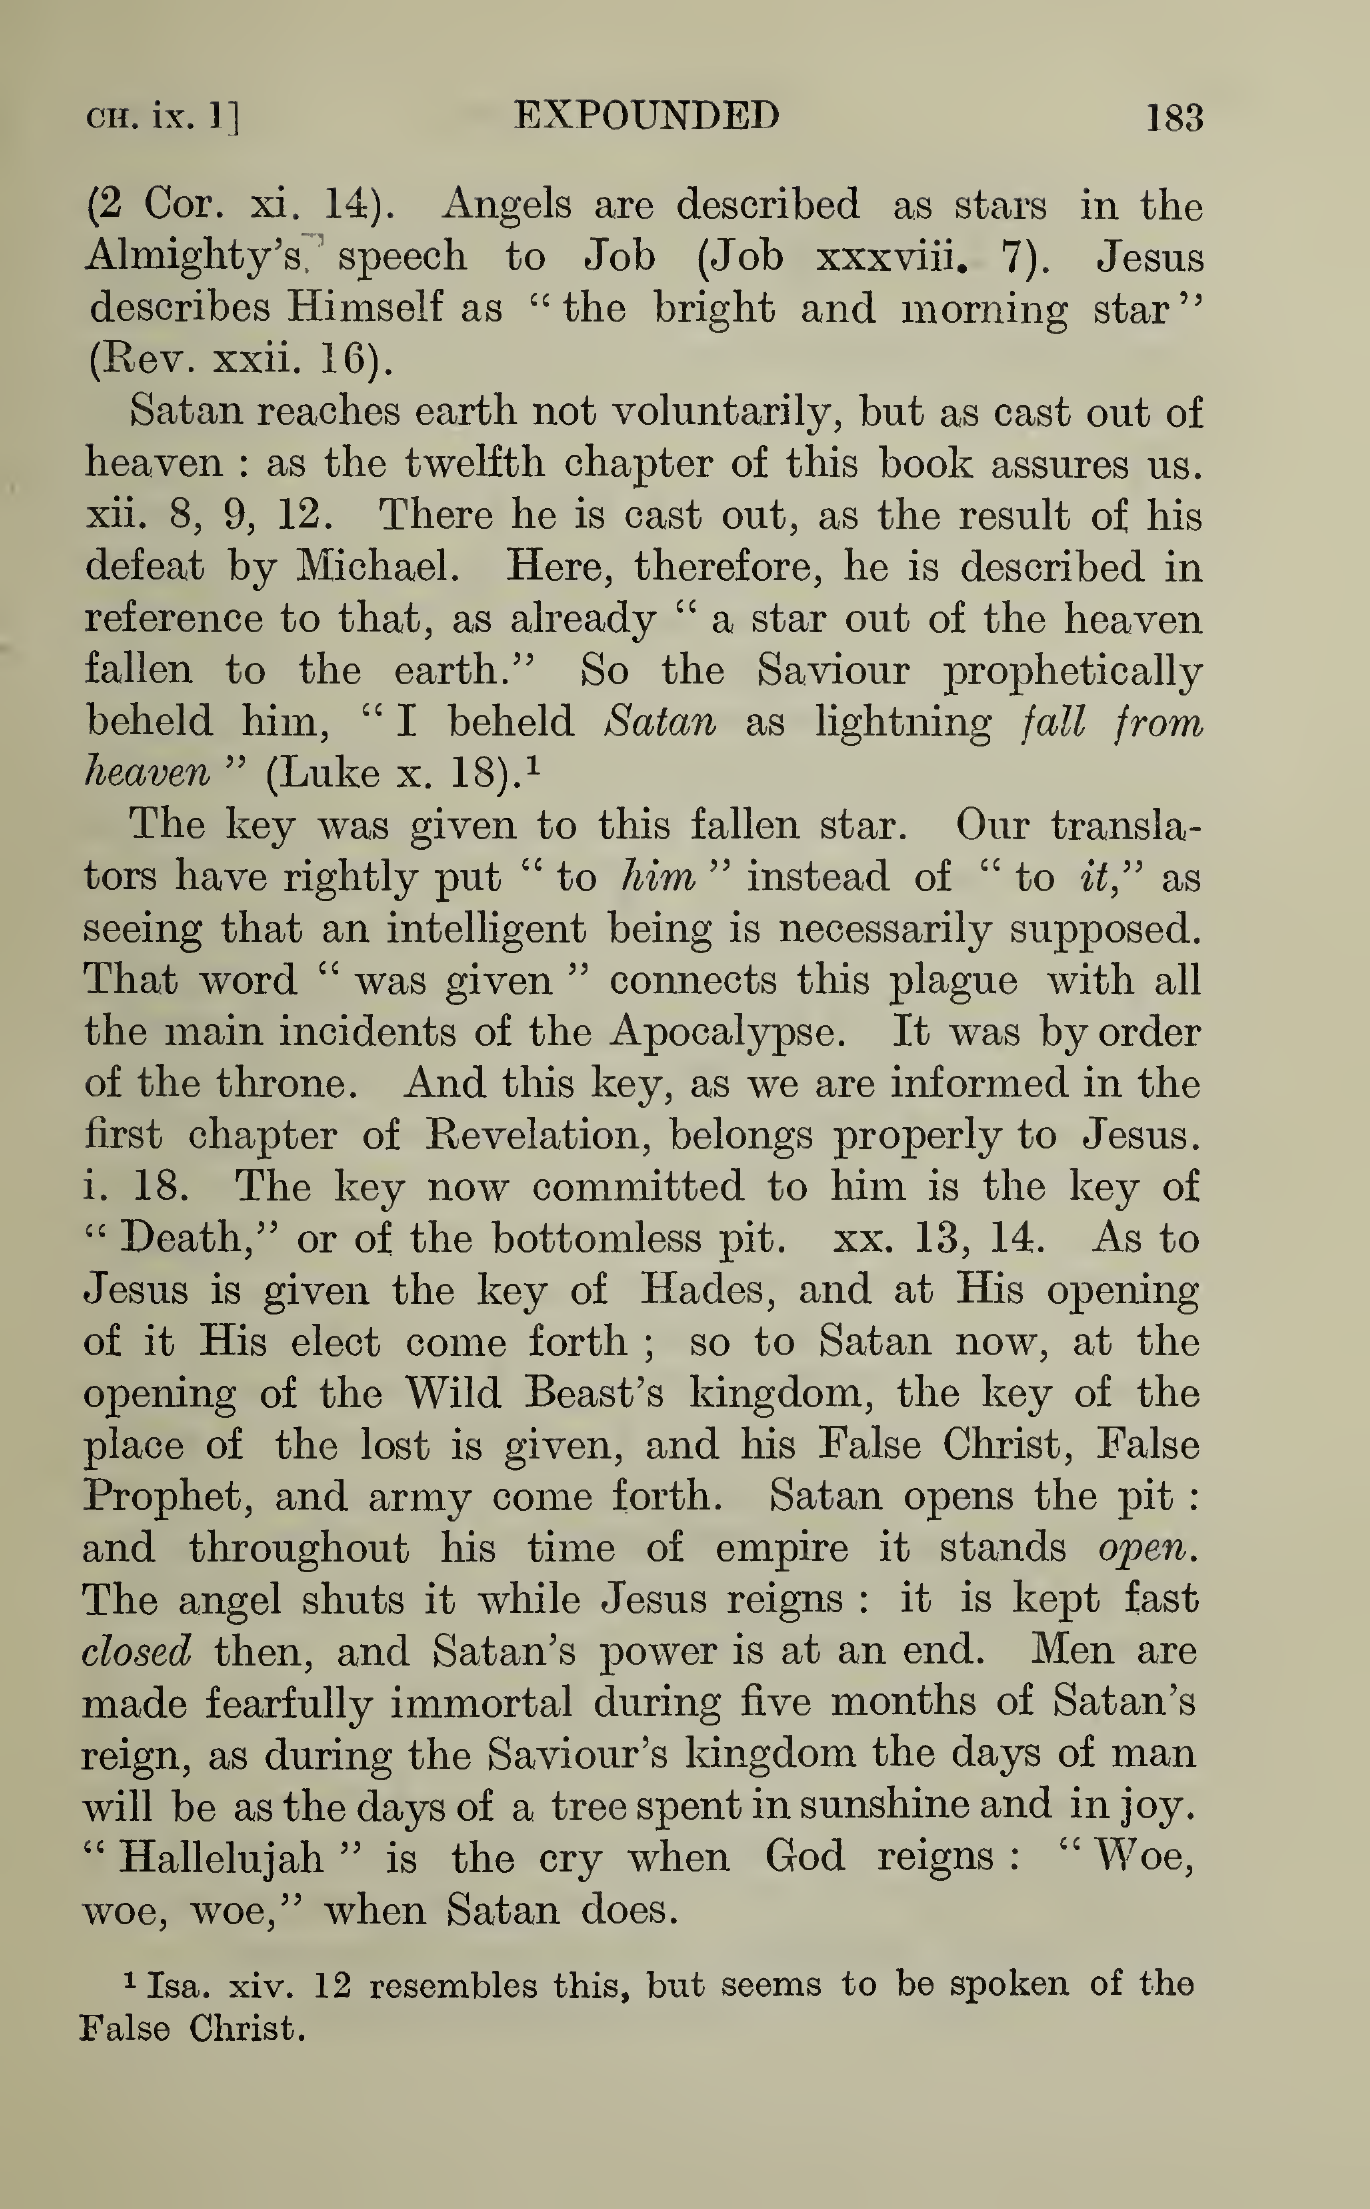 CH. ix. 1] EXPOUNDED 183
(2 Cor. xi. 14). Angels are described as stars in the
Almighty's speech to Job (Job xxxviii. 7). Jesus
describes Himself as “the bright and morning star”
(Rev. xxii. 16).
Satan reaches earth not voluntarily, but as cast out of
heaven : as the twelfth chapter of this book assures us.
xii. 8, 9, 12. There he is cast out, as the result of his
defeat by Michael. Here, therefore, he is described in
reference to that, as already “ a star out of the heaven
fallen to the earth.” So the Saviour prophetically
beheld him, “ I beheld Satan as lightning fall from
heaven ” (Luke x. 18).¹
The key was given to this fallen star. Our transla-
tors have rightly put “ to him ” instead of “ to it,” as
seeing that an intelligent being is necessarily supposed.
That word “ was given ” connects this plague with all
the main incidents of the Apocalypse. It was by order
of the throne. And this key, as we are informed in the
first chapter of Revelation, belongs properly to Jesus.
i. 18. The key now committed to him is the key of
“ Death,” or of the bottomless pit. xx. 13, 14. As to
Jesus is given the key of Hades, and at His opening
of it His elect come forth ; so to Satan now, at the
opening of the Wild Beast's kingdom, the key of the
place of the lost is given, and his False Christ, False
Prophet, and army come forth. Satan opens the pit :
and throughout his time of empire it stands open.
The angel shuts it while Jesus reigns : it is kept fast
closed then, and Satan's power is at an end. Men are
made fearfully immortal during five months of Satan's
reign, as during the Saviour's kingdom the days of man
will be as the days of a tree spent in sunshine and in joy.
“ Hallelujah ” is the cry when God reigns : “ Woe,
woe, woe,” when Satan does.
¹ Isa. xiv. 12 resembles this, but seems to be spoken of the
False Christ.